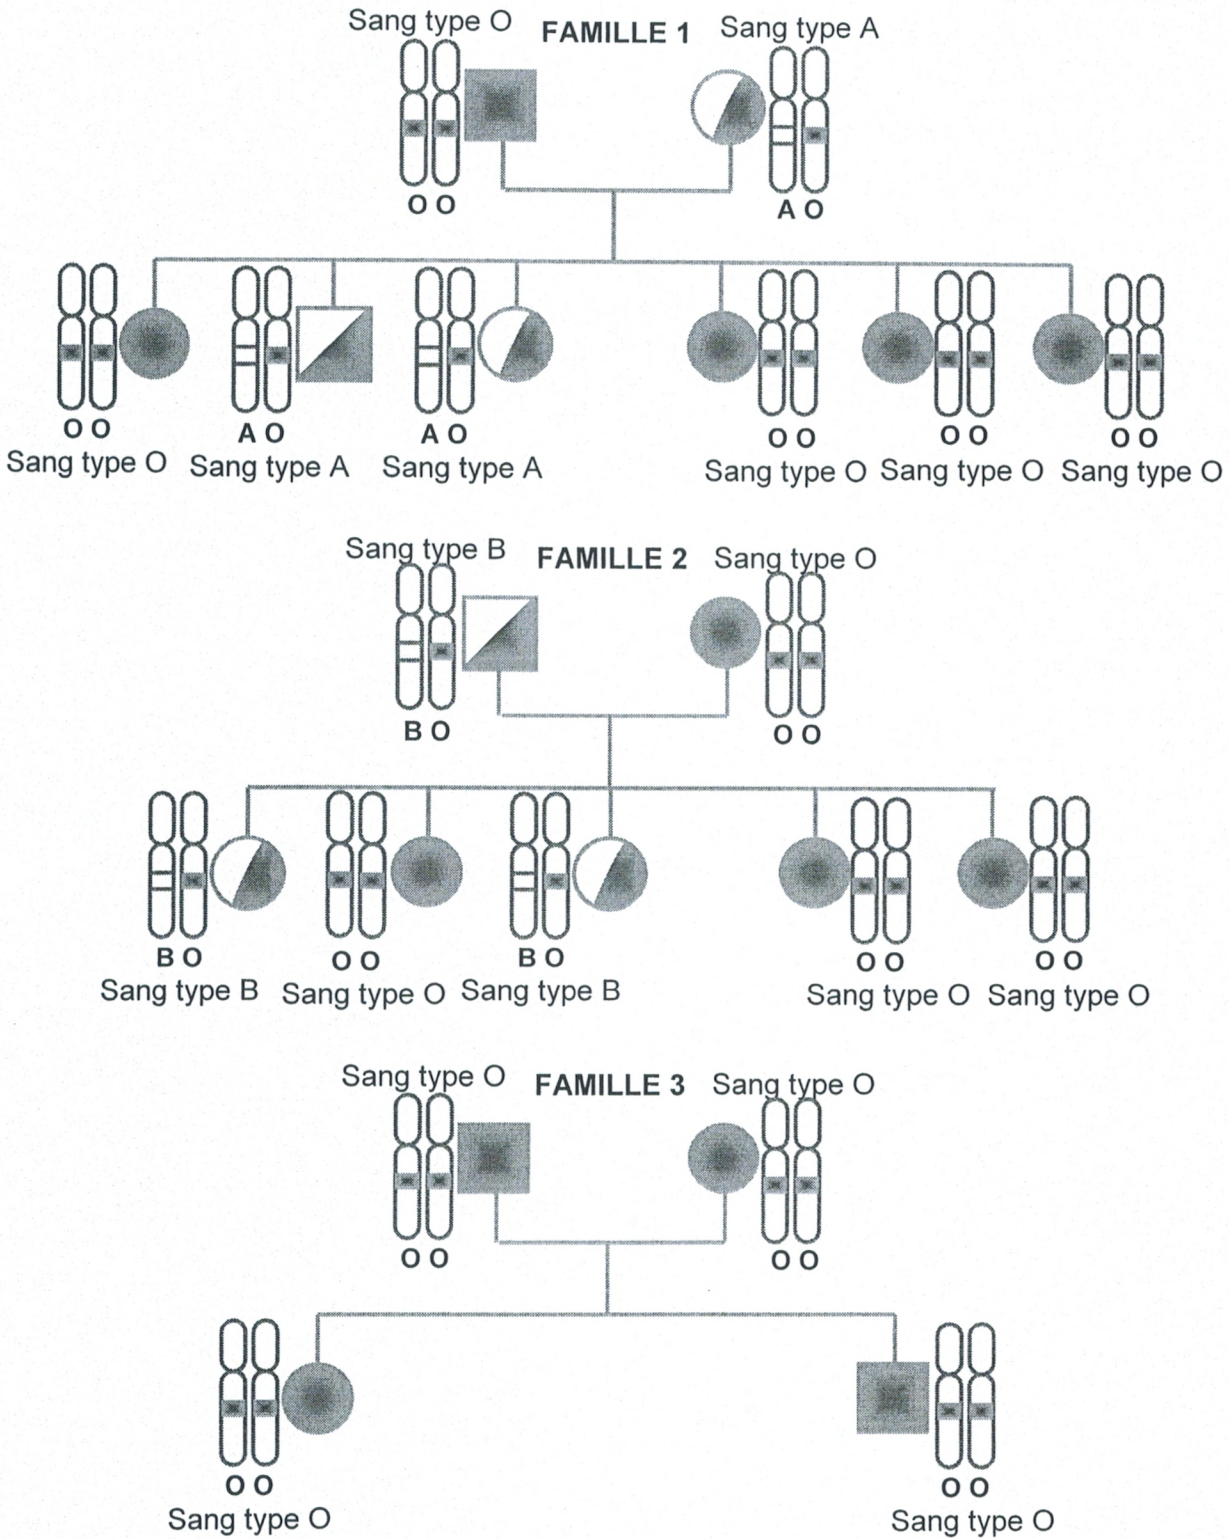 Sang type O FAMILLE 1 Sang type A
O O A O
O O A O A O O O O O O O
Sang type O Sang type A Sang type A Sang type O Sang type O Sang type O
Sang type B FAMILLE 2 Sang type O
B O O O
B O O O B O O O O O
Sang type B Sang type O Sang type B Sang type O Sang type O
Sang type O FAMILLE 3 Sang type O
O O O O
O O O O
Sang type O Sang type O